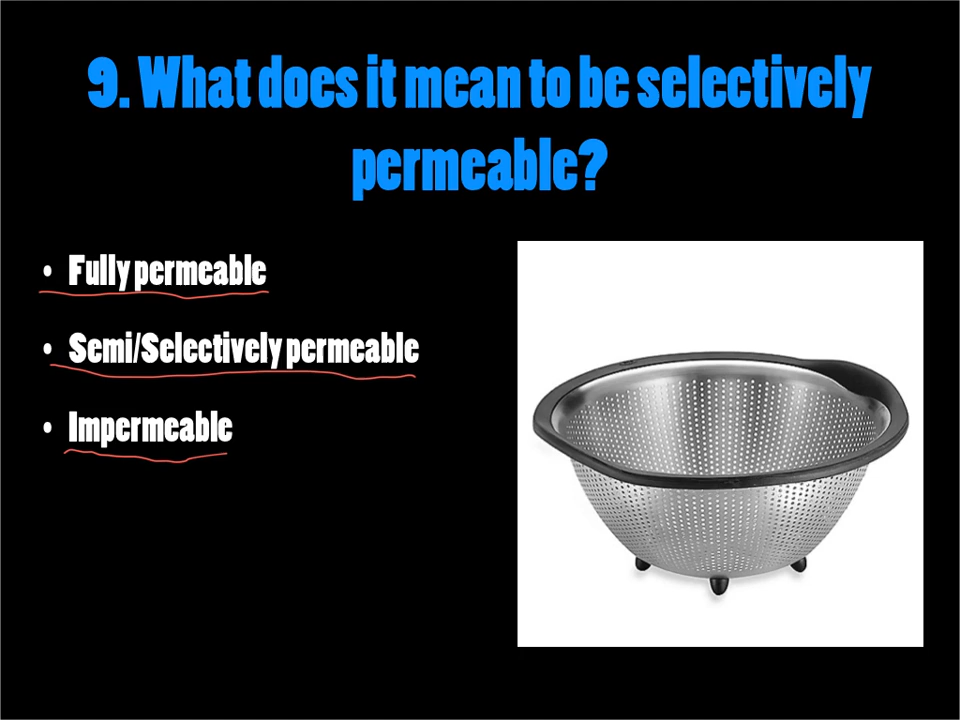 9. What does it mean to be selectively
permeable?
• Fully permeable
• Semi/Selectively permeable
• Impermeable